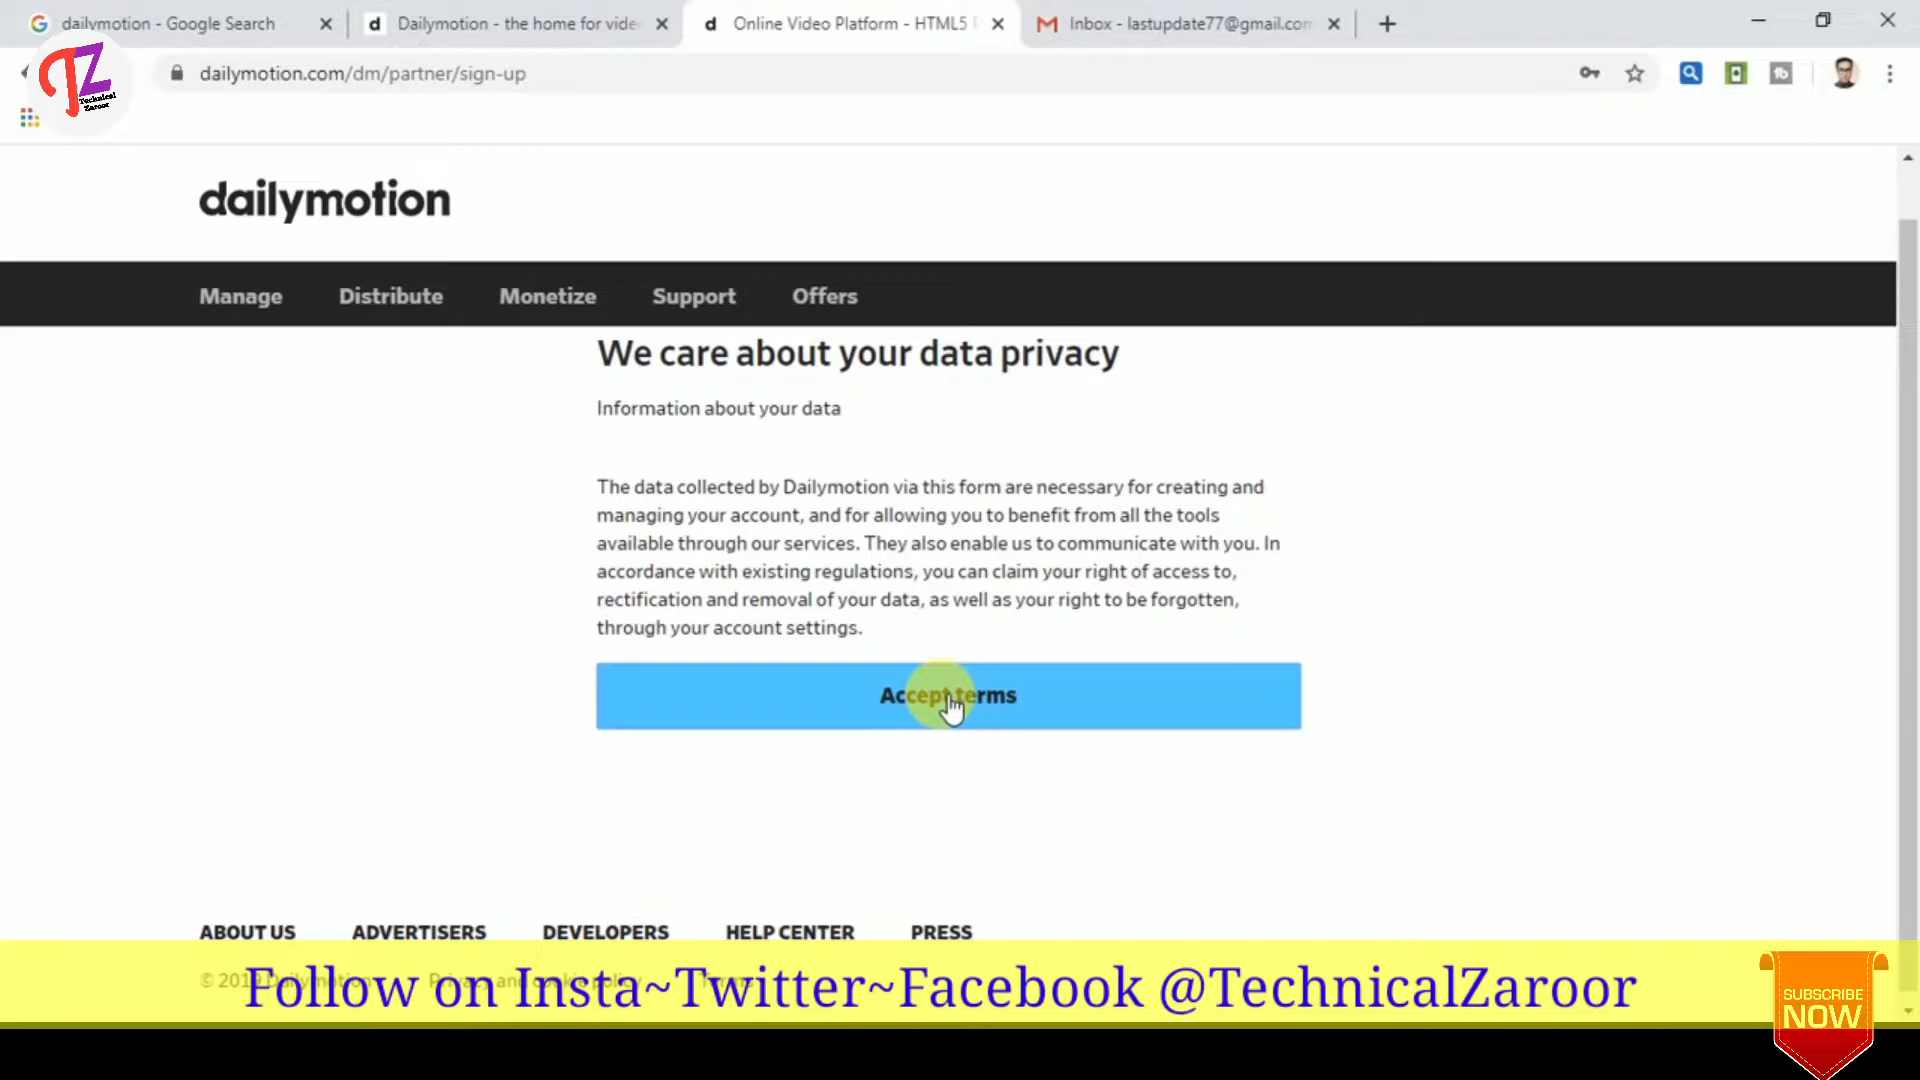 dailymotion - Google Search
Dailymotion - the home for vide
Online Video Platform - HTML5 P
Inbox - lastupdate77@gmail.com
dailymotion.com/dm/partner/sign-up
TZ
Technical
Zaroor
dailymotion
Manage Distribute Monetize Support Offers
We care about your data privacy
Information about your data
The data collected by Dailymotion via this form are necessary for creating and
managing your account, and for allowing you to benefit from all the tools
available through our services. They also enable us to communicate with you. In
accordance with existing regulations, you can claim your right of access to,
rectification and removal of your data, as well as your right to be forgotten,
through your account settings.
Accept terms
ABOUT US ADVERTISERS DEVELOPERS HELP CENTER PRESS
Follow on Insta~Twitter~Facebook @TechnicalZaroor
SUBSCRIBE
NOW